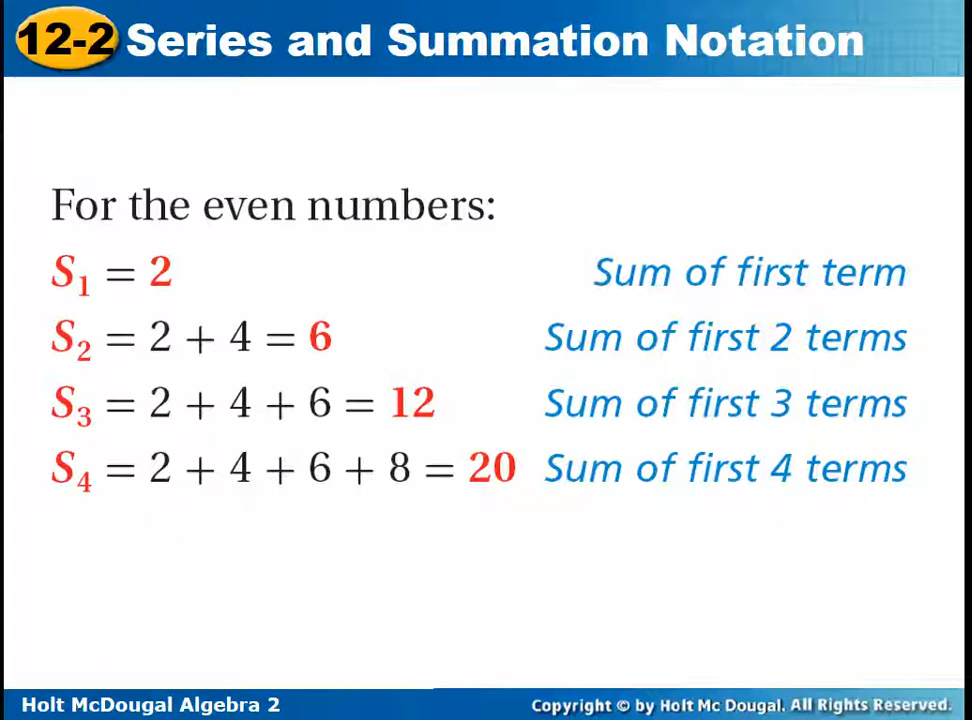 12-2 Series and Summation Notation
For the even numbers:
S₁ = 2 Sum of first term
S₂ = 2 + 4 = 6 Sum of first 2 terms
S₃ = 2 + 4 + 6 = 12 Sum of first 3 terms
S₄ = 2 + 4 + 6 + 8 = 20 Sum of first 4 terms
Holt McDougal Algebra 2 Copyright © by Holt Mc Dougal. All Rights Reserved.